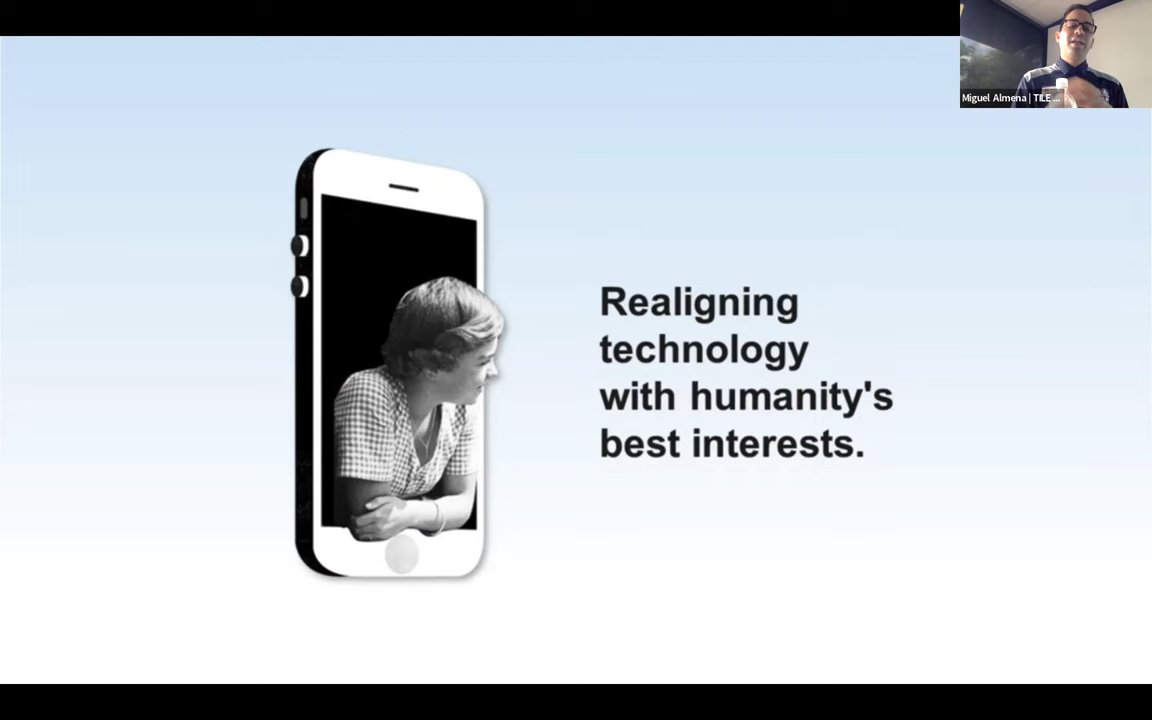 Miguel Almena | TILE ...
Realigning
technology
with humanity's
best interests.